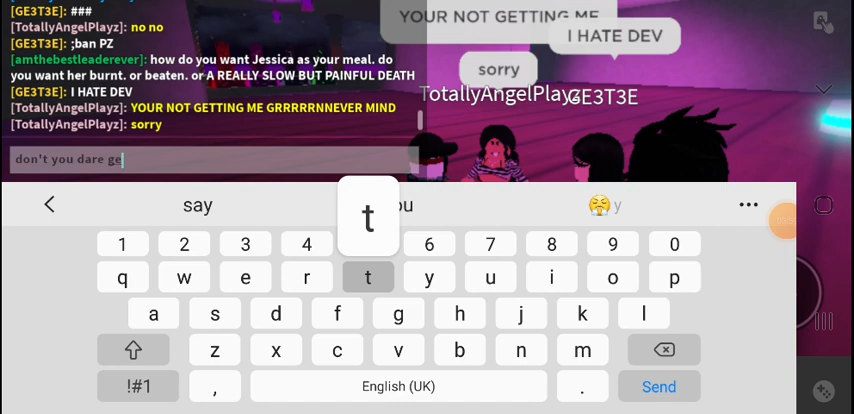 [GE3T3E]: ###
[TotallyAngelPlayz]: no no
[GE3T3E]: ;ban PZ
[amthebestleaderever]: how do you want Jessica as your meal. do
you want her burnt. or beaten. or A REALLY SLOW BUT PAINFUL DEATH
[GE3T3E]: I HATE DEV
[TotallyAngelPlayz]: YOUR NOT GETTING ME GRRRRRNNEVER MIND
[TotallyAngelPlayz]: sorry
YOUR NOT GETTING ME
I HATE DEV
sorry
TotallyAngelPlayz
GE3T3E
don't you dare ge
say
😤y
•••
t
1 2 3 4 6 7 8 9 0
q w e r t y u i o p
a s d f g h j k l
z x c v b n m
!#1 , English (UK) . Send